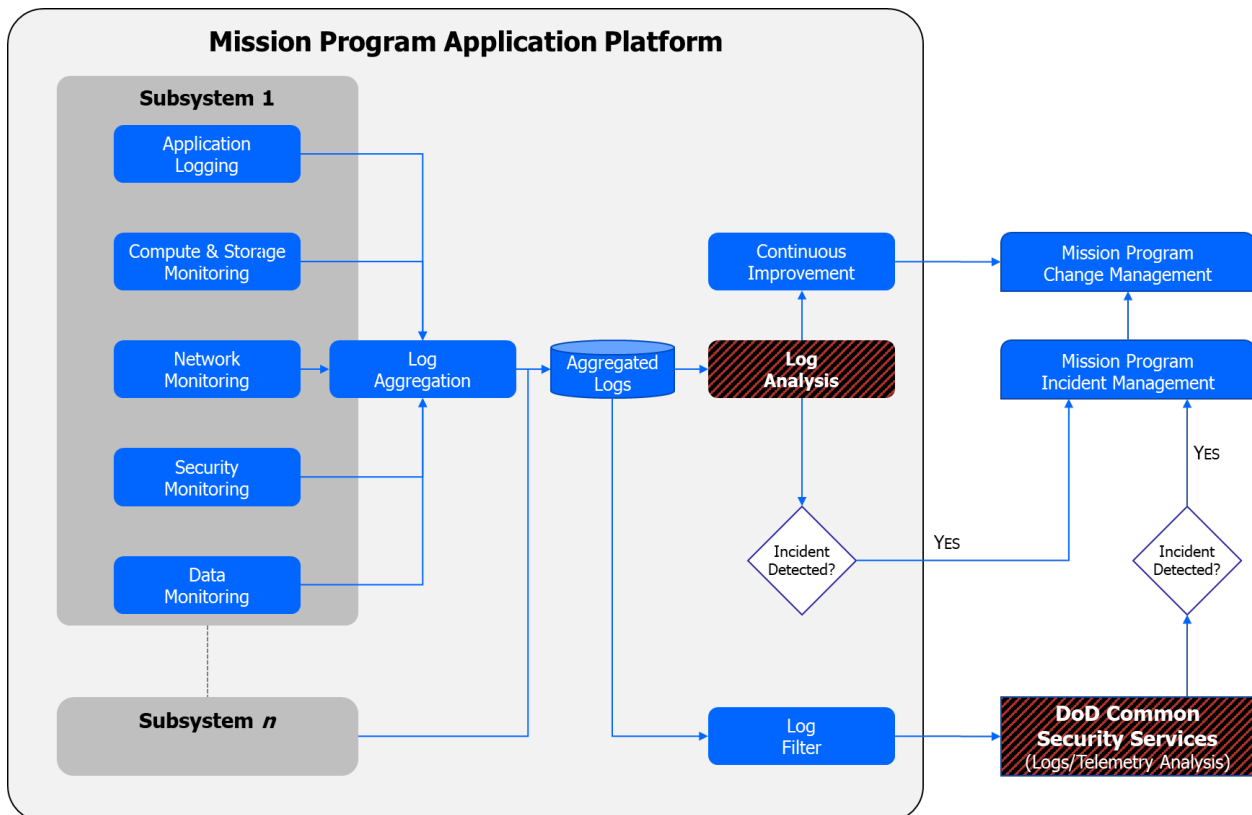 Mission Program Application Platform
Subsystem 1
Application
Logging
Compute & Storage
Monitoring
Network
Monitoring
Security
Monitoring
Data
Monitoring
Subsystem n
Log
Aggregation
Aggregated
Logs
Continuous
Improvement
Log
Analysis
Incident
Detected?
YES
Log
Filter
Mission Program
Change Management
Mission Program
Incident Management
YES
Incident
Detected?
DoD Common
Security Services
(Logs/Telemetry Analysis)